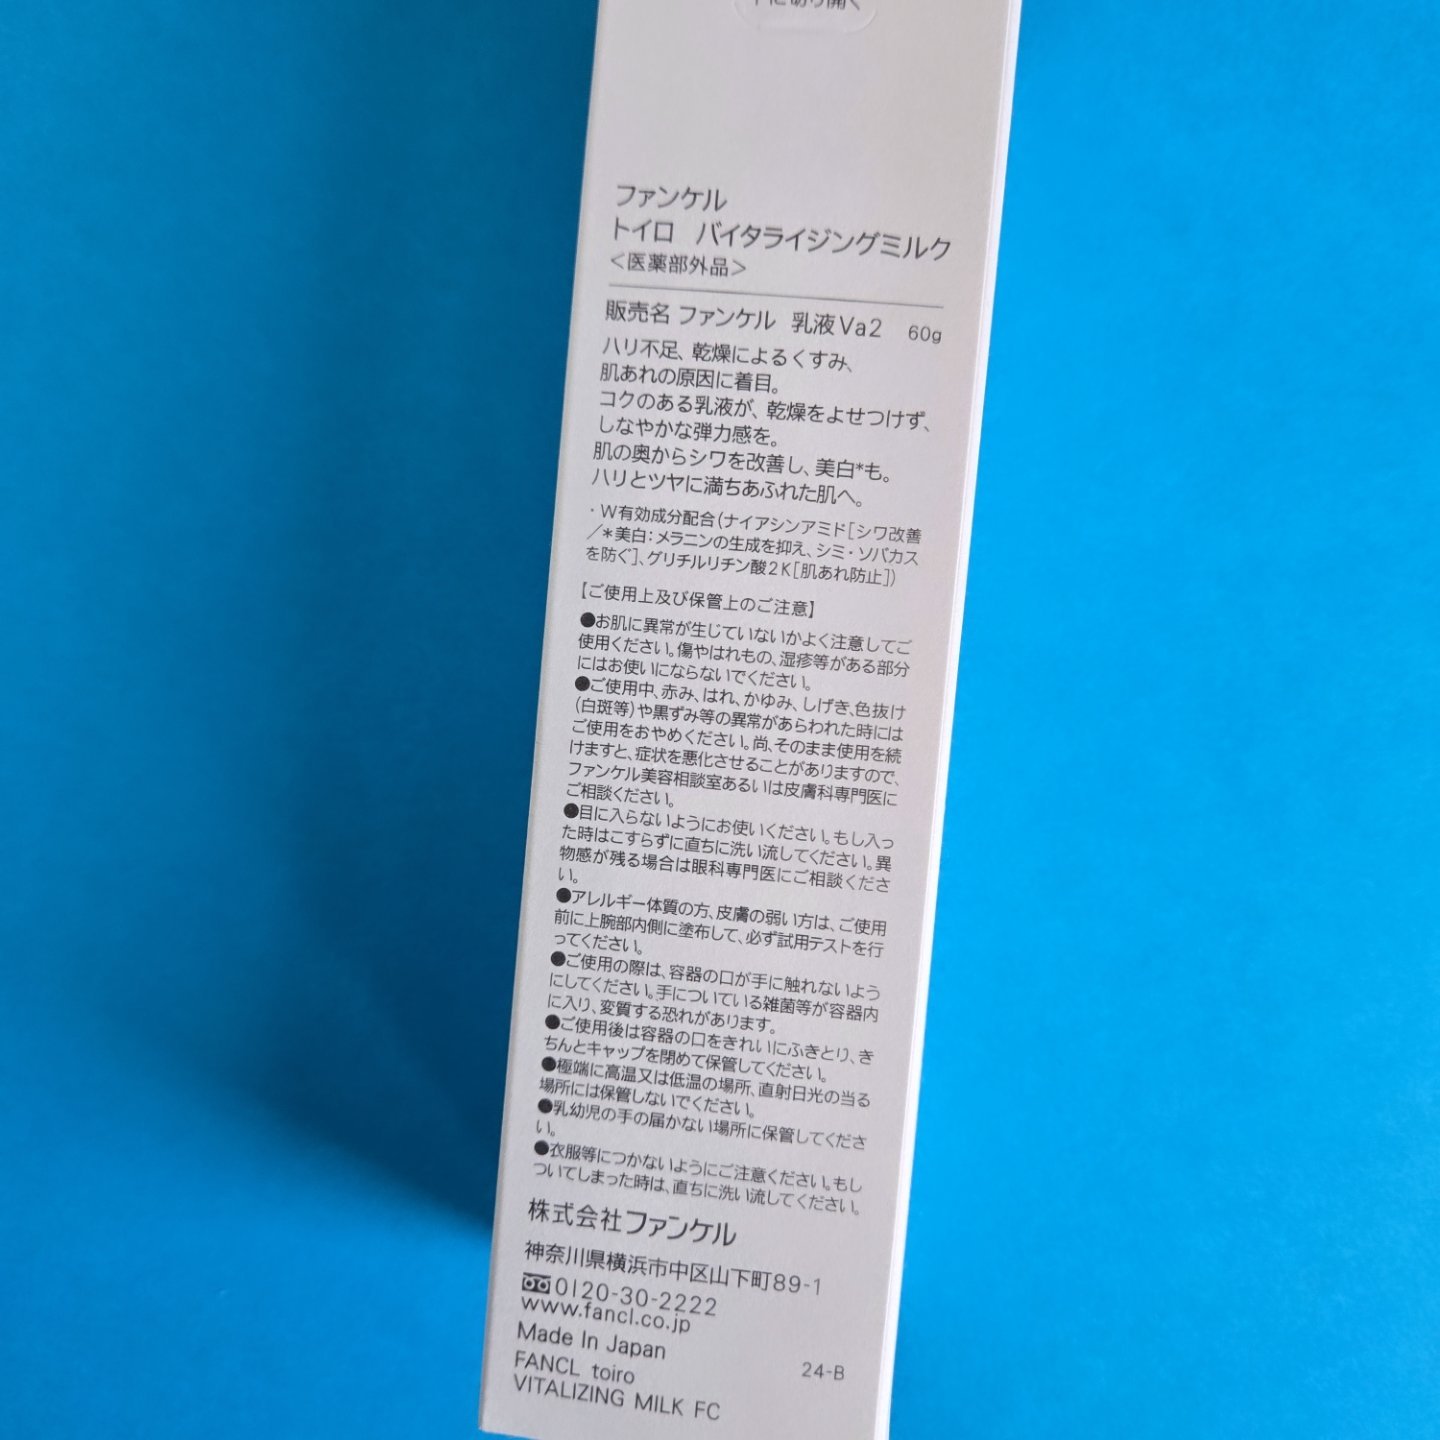 に切り開く
ファンケル
トイロ バイタライジングミルク
<医薬部外品>
販売名 ファンケル 乳液Va2 60g
ハリ不足、乾燥によるくすみ、
肌あれの原因に着目。
コクのある乳液が、乾燥をよせつけず、
しなやかな弾力感を。
肌の奥からシワを改善し、美白*も。
ハリとツヤに満ちあふれた肌へ。
・W有効成分配合(ナイアシンアミド[シワ改善
/*美白:メラニンの生成を抑え、シミ・ソバカス
を防ぐ]、グリチルリチン酸2K[肌あれ防止])
【ご使用上及び保管上のご注意】
●お肌に異常が生じていないかよく注意してご
使用ください。傷やはれもの、湿疹等がある部分
にはお使いにならないでください。
●ご使用中、赤み、はれ、かゆみ、しげき、色抜け
(白斑等)や黒ずみ等の異常があらわれた時には
ご使用をおやめください。尚、そのまま使用を続
けますと、症状を悪化させることがありますので、
ファンケル美容相談室あるいは皮膚科専門医に
ご相談ください。
●目に入らないようにお使いください。もし入っ
た時はこすらずに直ちに洗い流してください。異
物感が残る場合は眼科専門医にご相談くださ
い。
●アレルギー体質の方、皮膚の弱い方は、ご使用
前に上腕部内側に塗布して、必ず試用テストを行
ってください。
●ご使用の際は、容器の口が手に触れないよう
にしてください。手についている雑菌等が容器内
に入り、変質する恐れがあります。
●ご使用後は容器の口をきれいにふきとり、き
ちんとキャップを閉めて保管してください。
●極端に高温又は低温の場所、直射日光の当る
場所には保管しないでください。
●乳幼児の手の届かない場所に保管してくださ
い。
●衣服等につかないようにご注意ください。もし
ついてしまった時は、直ちに洗い流してください。
株式会社ファンケル
神奈川県横浜市中区山下町89-1
0120-30-2222
www.fancl.co.jp
Made In Japan
FANCL toiro 24-B
VITALIZING MILK FC